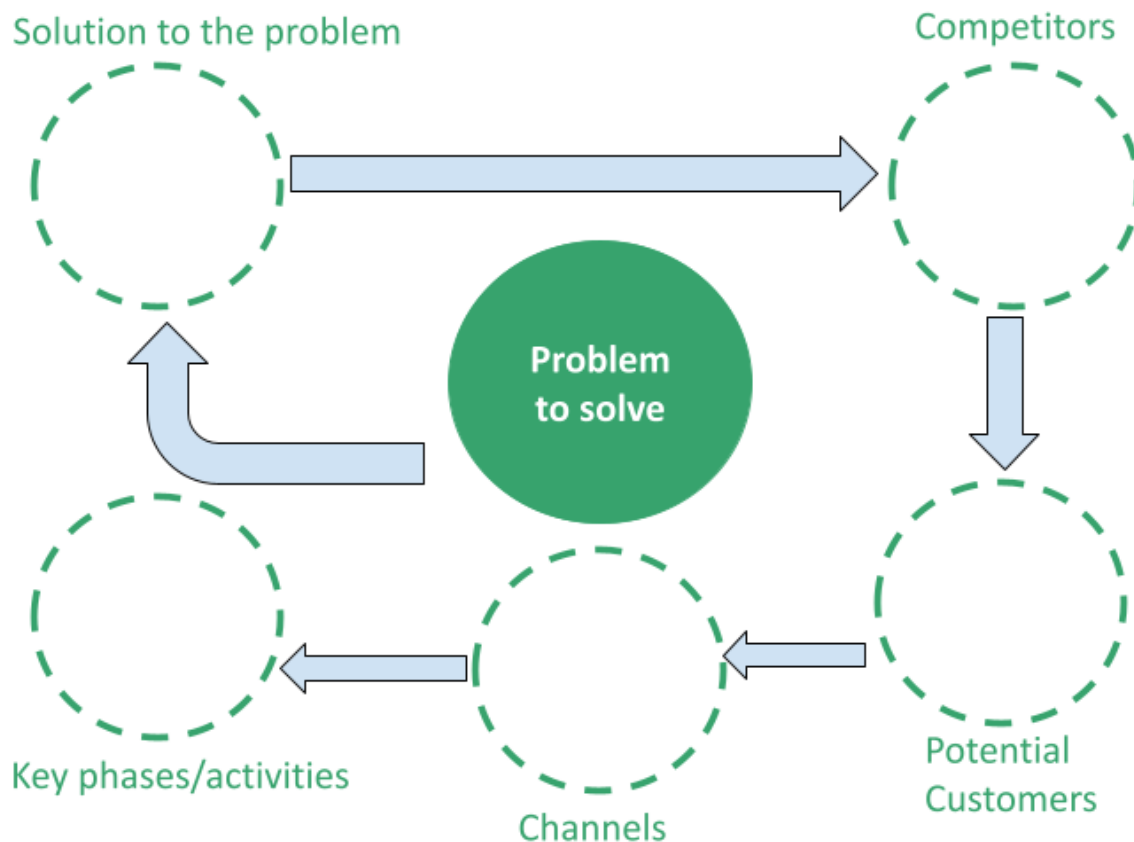 Solution to the problem
Competitors
Problem
to solve
Key phases/activities
Channels
Potential
Customers